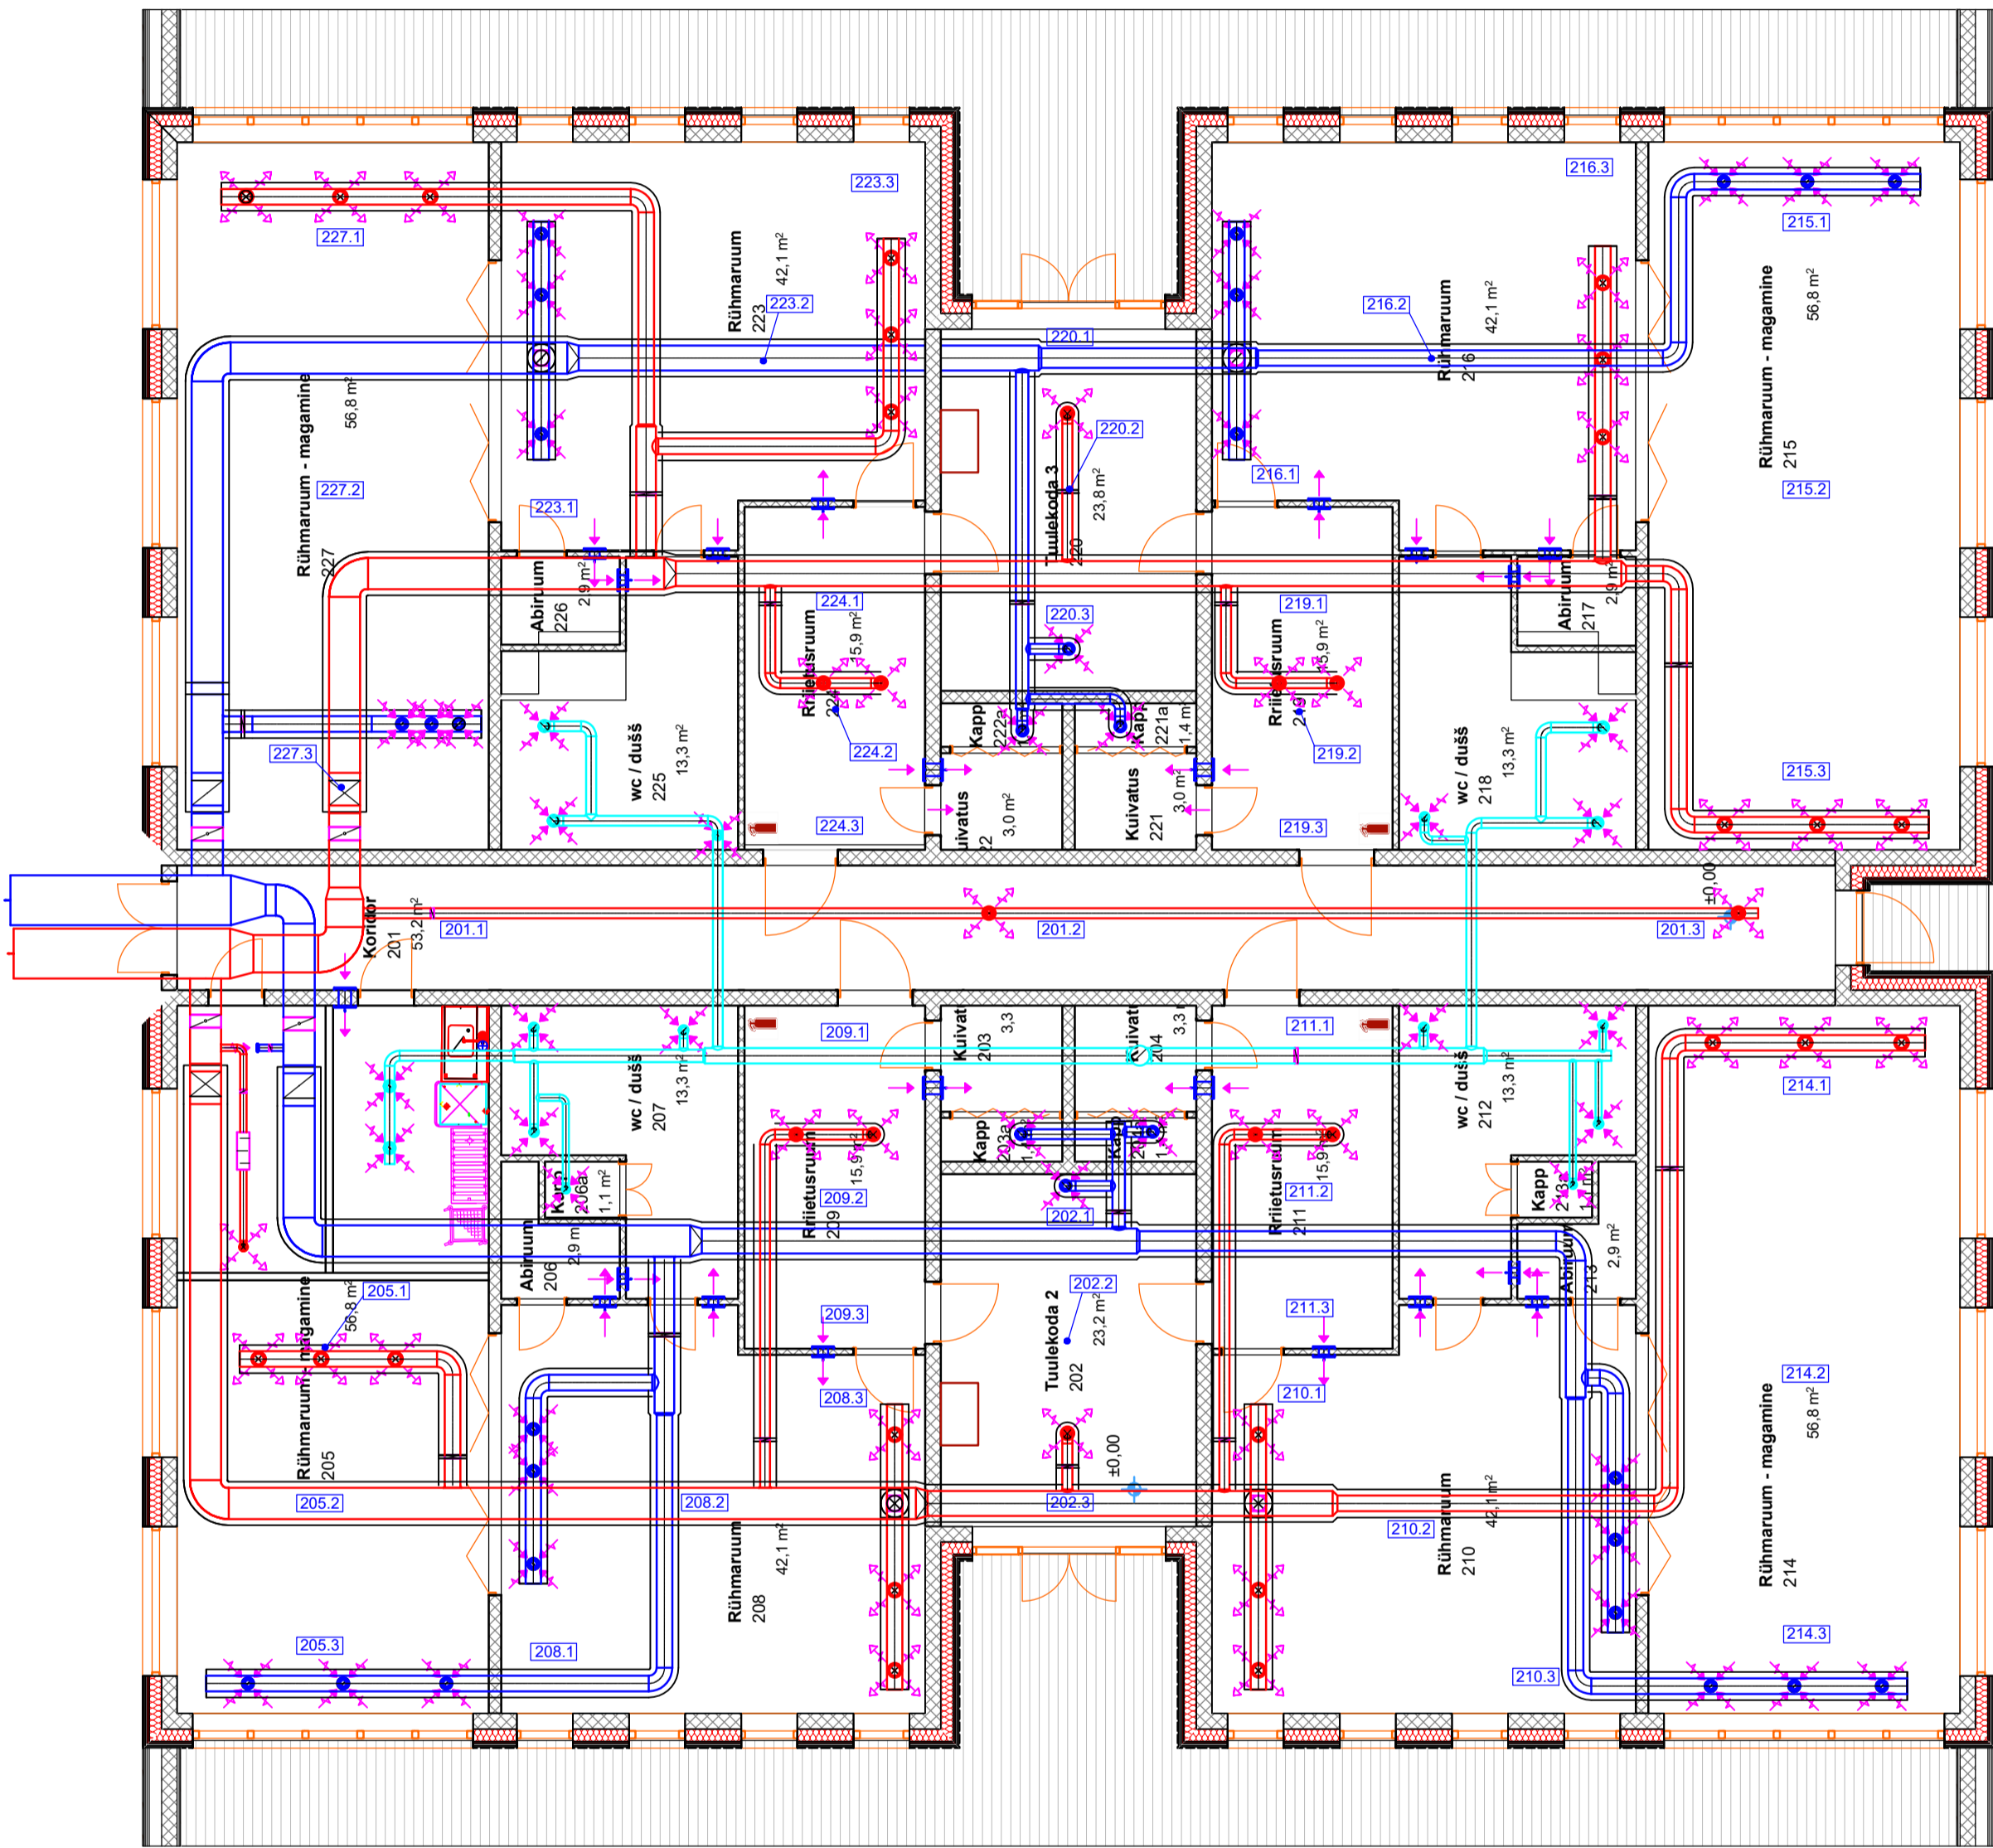 223.3
216.3
227.1
215.1
Rühmaruum
223
42,1 m²
223.2
220.1
216.2
Rühmaruum
216
42,1 m²
Rühmaruum - magamine
215
56,8 m²
Rühmaruum - magamine
227
56,8 m²
227.2
223.1
220.2
216.1
215.2
Tuulekoda 3
220
23,8 m²
Abiruum
226
2,9 m²
224.1
220.3
219.1
Abiruum
217
2,9 m²
Rriietusruum
224
15,9 m²
Rriietusruum
219
15,9 m²
227.3
224.2
219.2
215.3
wc / dušš
225
13,3 m²
Kapp
222a
Kapp
221a
1,4 m
wc / dušš
218
13,3 m²
224.3
3,0 m²
Kuivatus
221
3,0 m²
219.3
Koridor
201
53,2 m²
201.1
201.2
201.3
±0,00
209.1
211.1
214.1
wc / dušš
207
13,3 m²
203
3,3
204
3,3
wc / dušš
212
13,3 m²
Kapp
203a
Kapp
Kapp
206a
1,1 m²
Rriietusruum
209
15,9 m²
209.2
202.1
Rriietusruum
211
15,9 m²
211.2
Kapp
213a
Abiruum
206
2,9 m²
Abiruum
213
2,9 m²
205.1
209.3
202.2
211.3
Rühmaruum - magamine
205
56,8 m²
Tuulekoda 2
202
23,2 m²
±0,00
208.3
210.1
214.2
205.2
208.2
202.3
210.2
Rühmaruum
208
42,1 m²
Rühmaruum
210
42,1 m²
Rühmaruum - magamine
214
56,8 m²
205.3
208.1
210.3
214.3